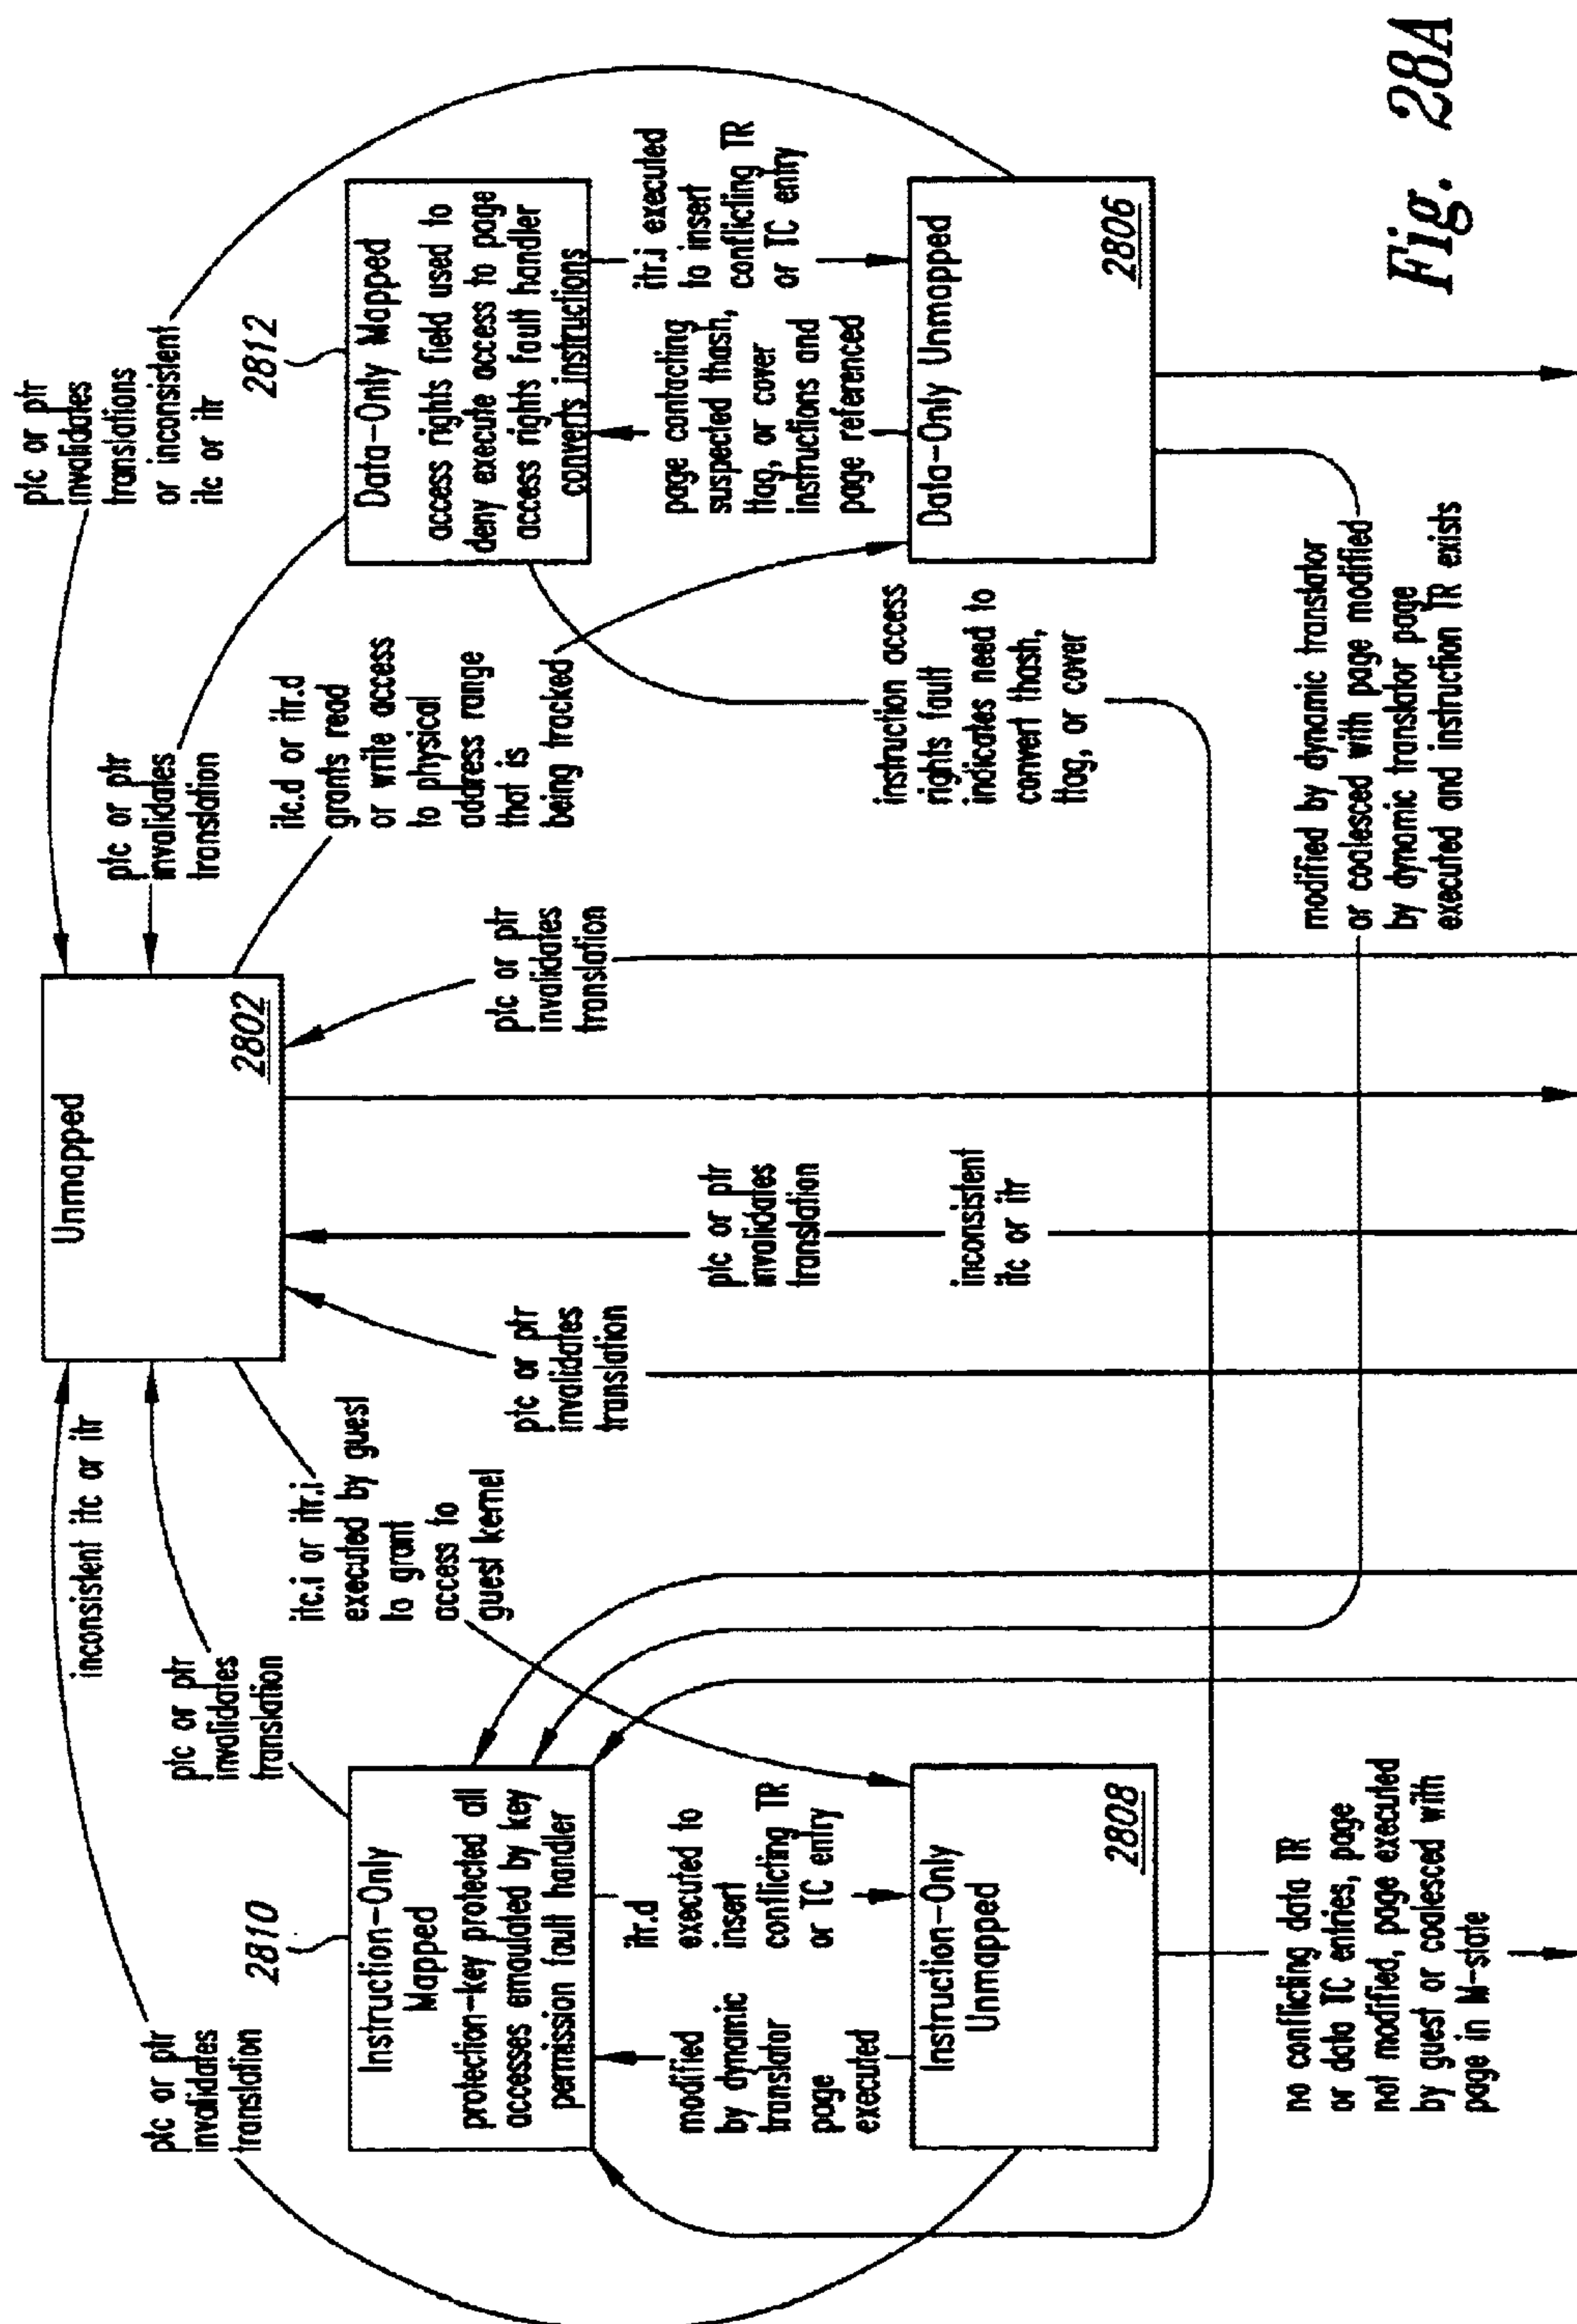 ptc or ptr
invalidates
translation
inconsistent itc or itr
ptc or ptr
invalidates
translation
itc.i or itr.i
executed by guest
to grant
access to
guest kernel
Unmapped
2802
ptc or ptr
invalidates
translations
or inconsistent
itc or itr
ptc or ptr
invalidates
translation
itc.d or itr.d
grants read
or write access
to physical
address range
that is
being tracked
ptc or ptr
invalidates
translation
ptc or ptr
invalidates
translation
inconsistent
itc or itr
ptc or ptr
invalidates
translation
2810
Instruction-Only
Mapped
protection-key protected all
accesses emaulated by key
permission fault handler
modified
by dynamic
translator
page
executed
itr.d
executed to
insert
conflicting TR
or TC entry
Instruction-Only
Unmapped
2808
no conflicting data TR
or data TC entries, page
not modified, page executed
by guest or coalesced with
page in M-state
2812
Data-Only Mapped
access rights field used to
deny execute access to page
access rights fault handler
converts instructions
page contacting
suspected thash,
ttag, or cover
instructions and
page referenced
itr.i executed
to insert
conflicting TR
or TC entry
Data-Only Unmapped
2806
instruction access
rights fault
indicates need to
convert thash,
ttag, or cover
modified by dynamic translator
or coalesced with page modified
by dynamic translator page
executed and instruction TR exists
Fig. 28A